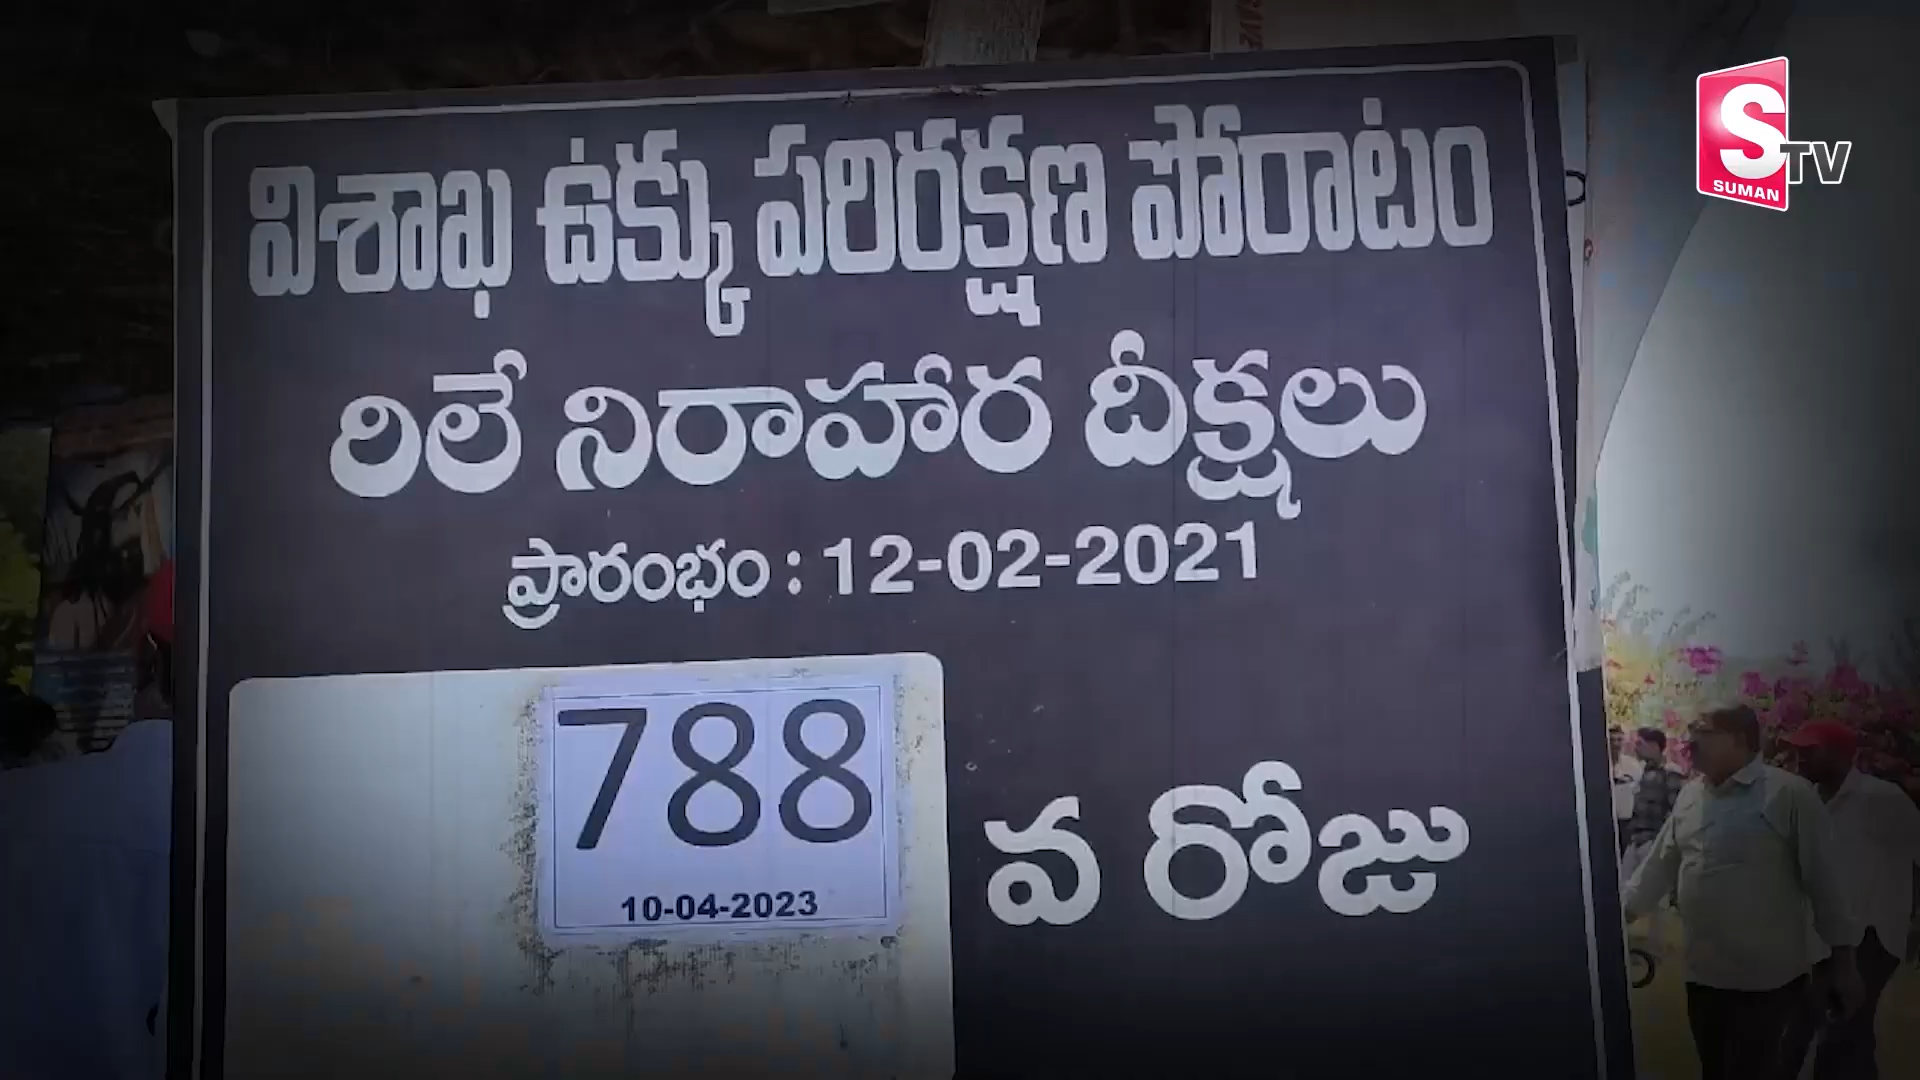 విశాఖ ఉక్కు పరిరక్షణ పోరాటం
రిలే నిరాహార దీక్షలు
ప్రారంభం : 12-02-2021
788
10-04-2023
వ రోజు
S
TV
SUMAN